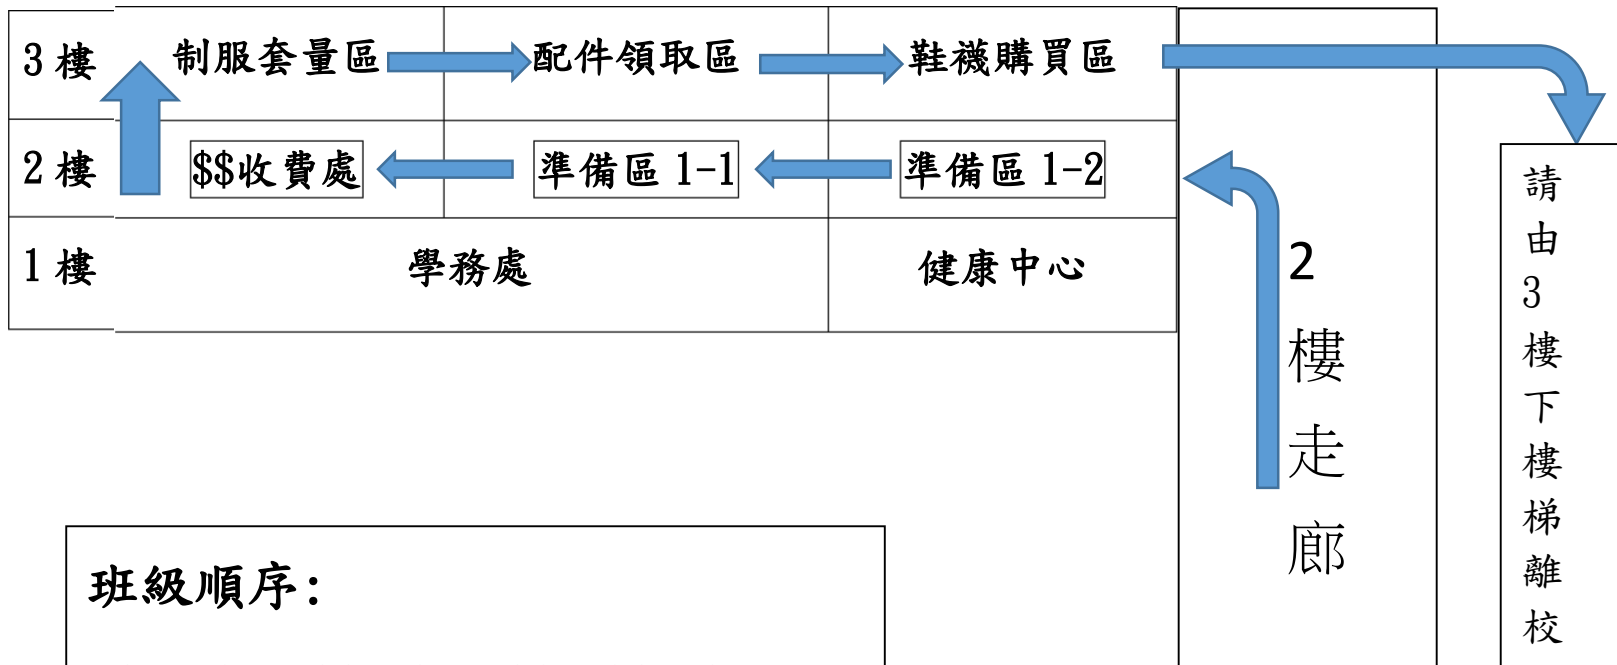 3樓 制服套量區 配件領取區 鞋襪購買區
2樓 $$收費處 準備區 1-1 準備區 1-2
1樓 學務處 健康中心
2樓走廊
請由3樓下樓梯離校
班級順序: